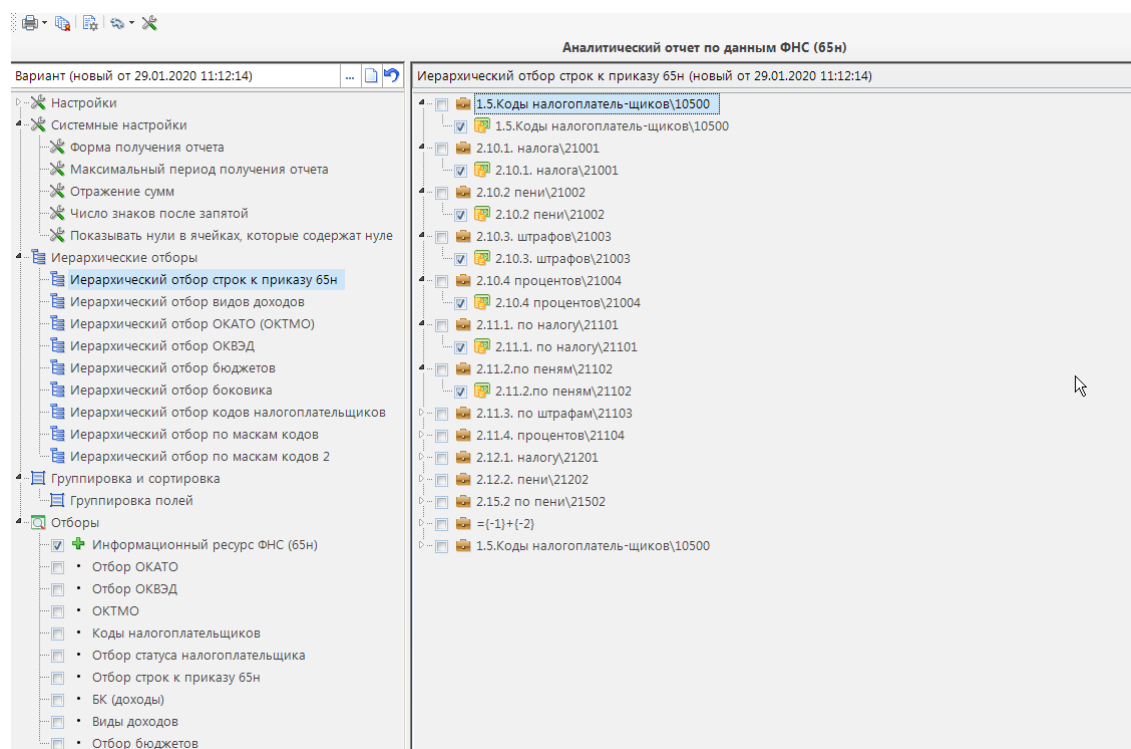 Аналитический отчет по данным ФНС (65н)
Вариант (новый от 29.01.2020 11:12:14)
...
Настройки
Системные настройки
Форма получения отчета
Максимальный период получения отчета
Отражение сумм
Число знаков после запятой
Показывать нули в ячейках, которые содержат нуле
Иерархические отборы
Иерархический отбор строк к приказу 65н
Иерархический отбор видов доходов
Иерархический отбор ОКАТО (ОКТМО)
Иерархический отбор ОКВЭД
Иерархический отбор бюджетов
Иерархический отбор боковика
Иерархический отбор кодов налогоплательщиков
Иерархический отбор по маскам кодов
Иерархический отбор по маскам кодов 2
Группировка и сортировка
Группировка полей
Отборы
Информационный ресурс ФНС (65н)
Отбор ОКАТО
Отбор ОКВЭД
ОКТМО
Коды налогоплательщиков
Отбор статуса налогоплательщика
Отбор строк к приказу 65н
БК (доходы)
Виды доходов
Отбор бюджетов
Иерархический отбор строк к приказу 65н (новый от 29.01.2020 11:12:14)
1.5.Коды налогоплатель-щиков\10500
1.5.Коды налогоплатель-щиков\10500
2.10.1. налога\21001
2.10.1. налога\21001
2.10.2 пени\21002
2.10.2 пени\21002
2.10.3. штрафов\21003
2.10.3. штрафов\21003
2.10.4 процентов\21004
2.10.4 процентов\21004
2.11.1. по налогу\21101
2.11.1. по налогу\21101
2.11.2.по пеням\21102
2.11.2.по пеням\21102
2.11.3. по штрафам\21103
2.11.4. процентов\21104
2.12.1. налогу\21201
2.12.2. пени\21202
2.15.2 по пени\21502
={-1}+{-2}
1.5.Коды налогоплатель-щиков\10500